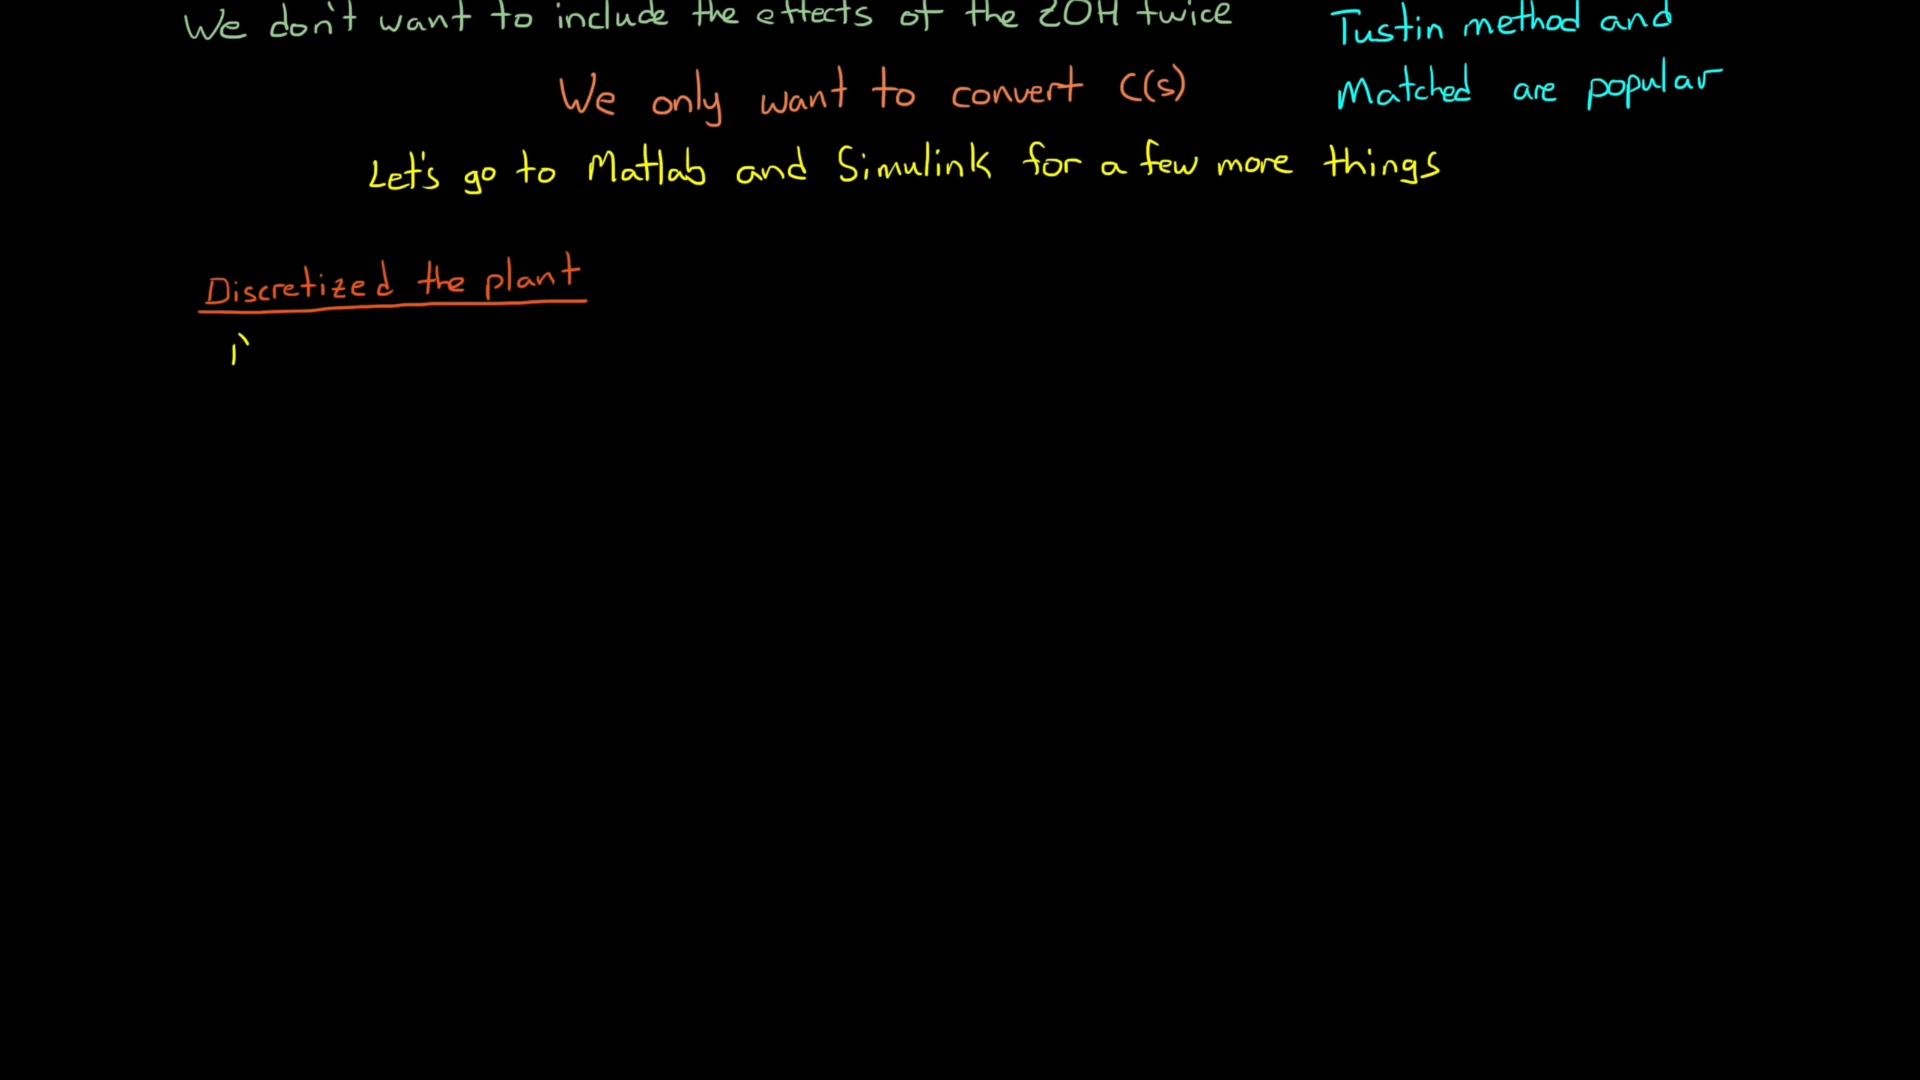 We don't want to include the effects of the ZOH twice
Tustin method and
Matched are popular
We only want to convert C(s)
Let's go to Matlab and Simulink for a few more things
Discretized the plant